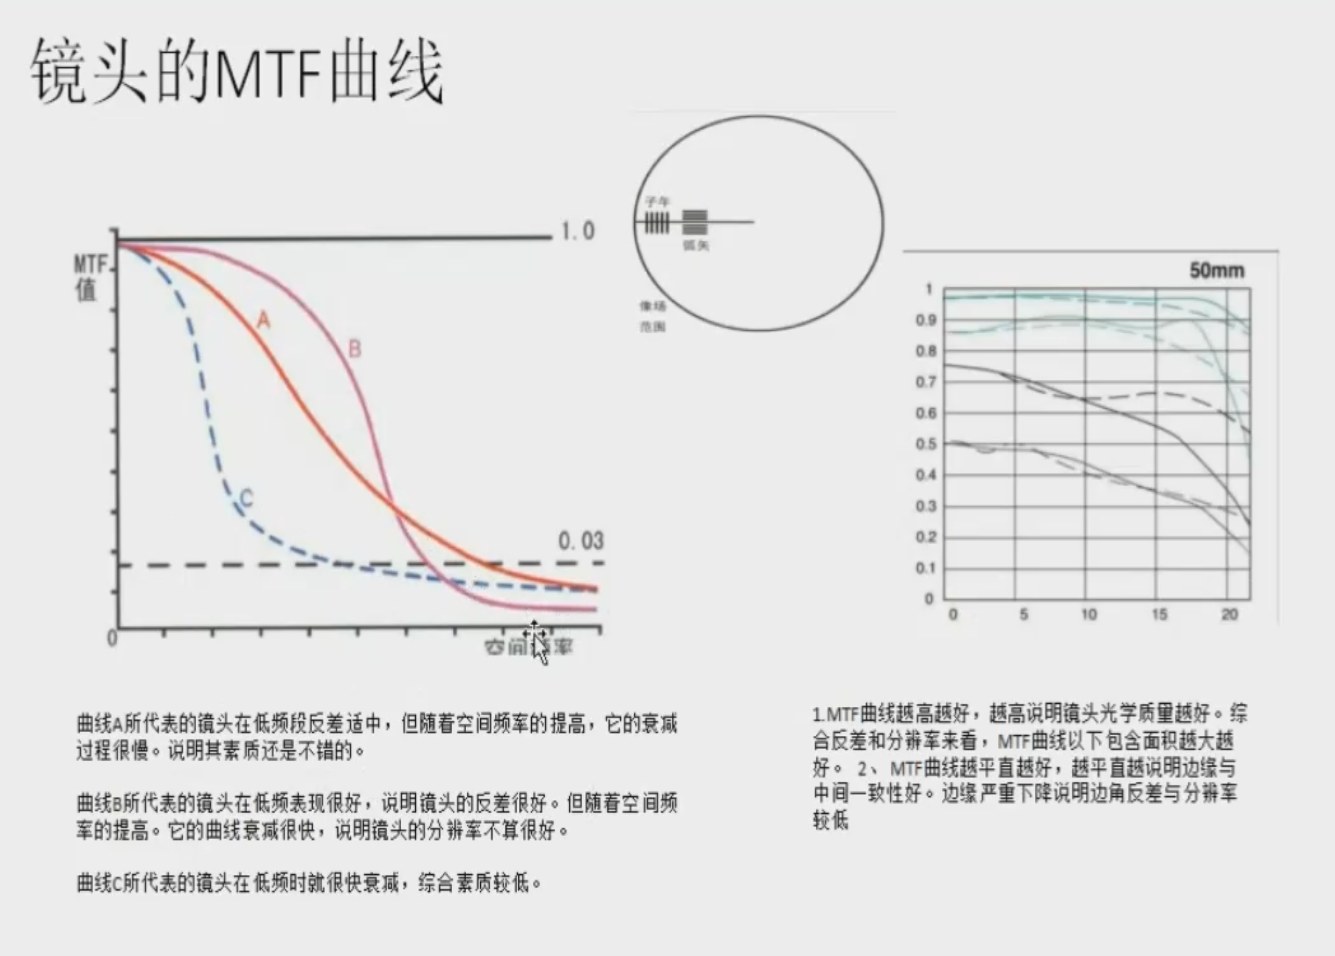 镜头的MTF曲线
1.0
MTF
值
A
B
C
0.03
0
空间频率
子午
弧矢
像场
范围
50mm
1
0.9
0.8
0.7
0.6
0.5
0.4
0.3
0.2
0.1
0
0 5 10 15 20
曲线A所代表的镜头在低频段反差适中，但随着空间频率的提高，它的衰减
过程很慢。说明其素质还是不错的。
曲线B所代表的镜头在低频表现很好，说明镜头的反差很好。但随着空间频
率的提高。它的曲线衰减很快，说明镜头的分辨率不算很好。
曲线C所代表的镜头在低频时就很快衰减，综合素质较低。
1.MTF曲线越高越好，越高说明镜头光学质量越好。综
合反差和分辨率来看，MTF曲线以下包含面积越大越
好。 2、 MTF曲线越平直越好，越平直越说明边缘与
中间一致性好。边缘严重下降说明边角反差与分辨率
较低